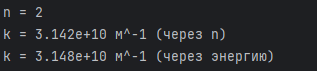 n = 2
k = 3.142e+10 м^-1 (через n)
k = 3.148e+10 м^-1 (через энергию)